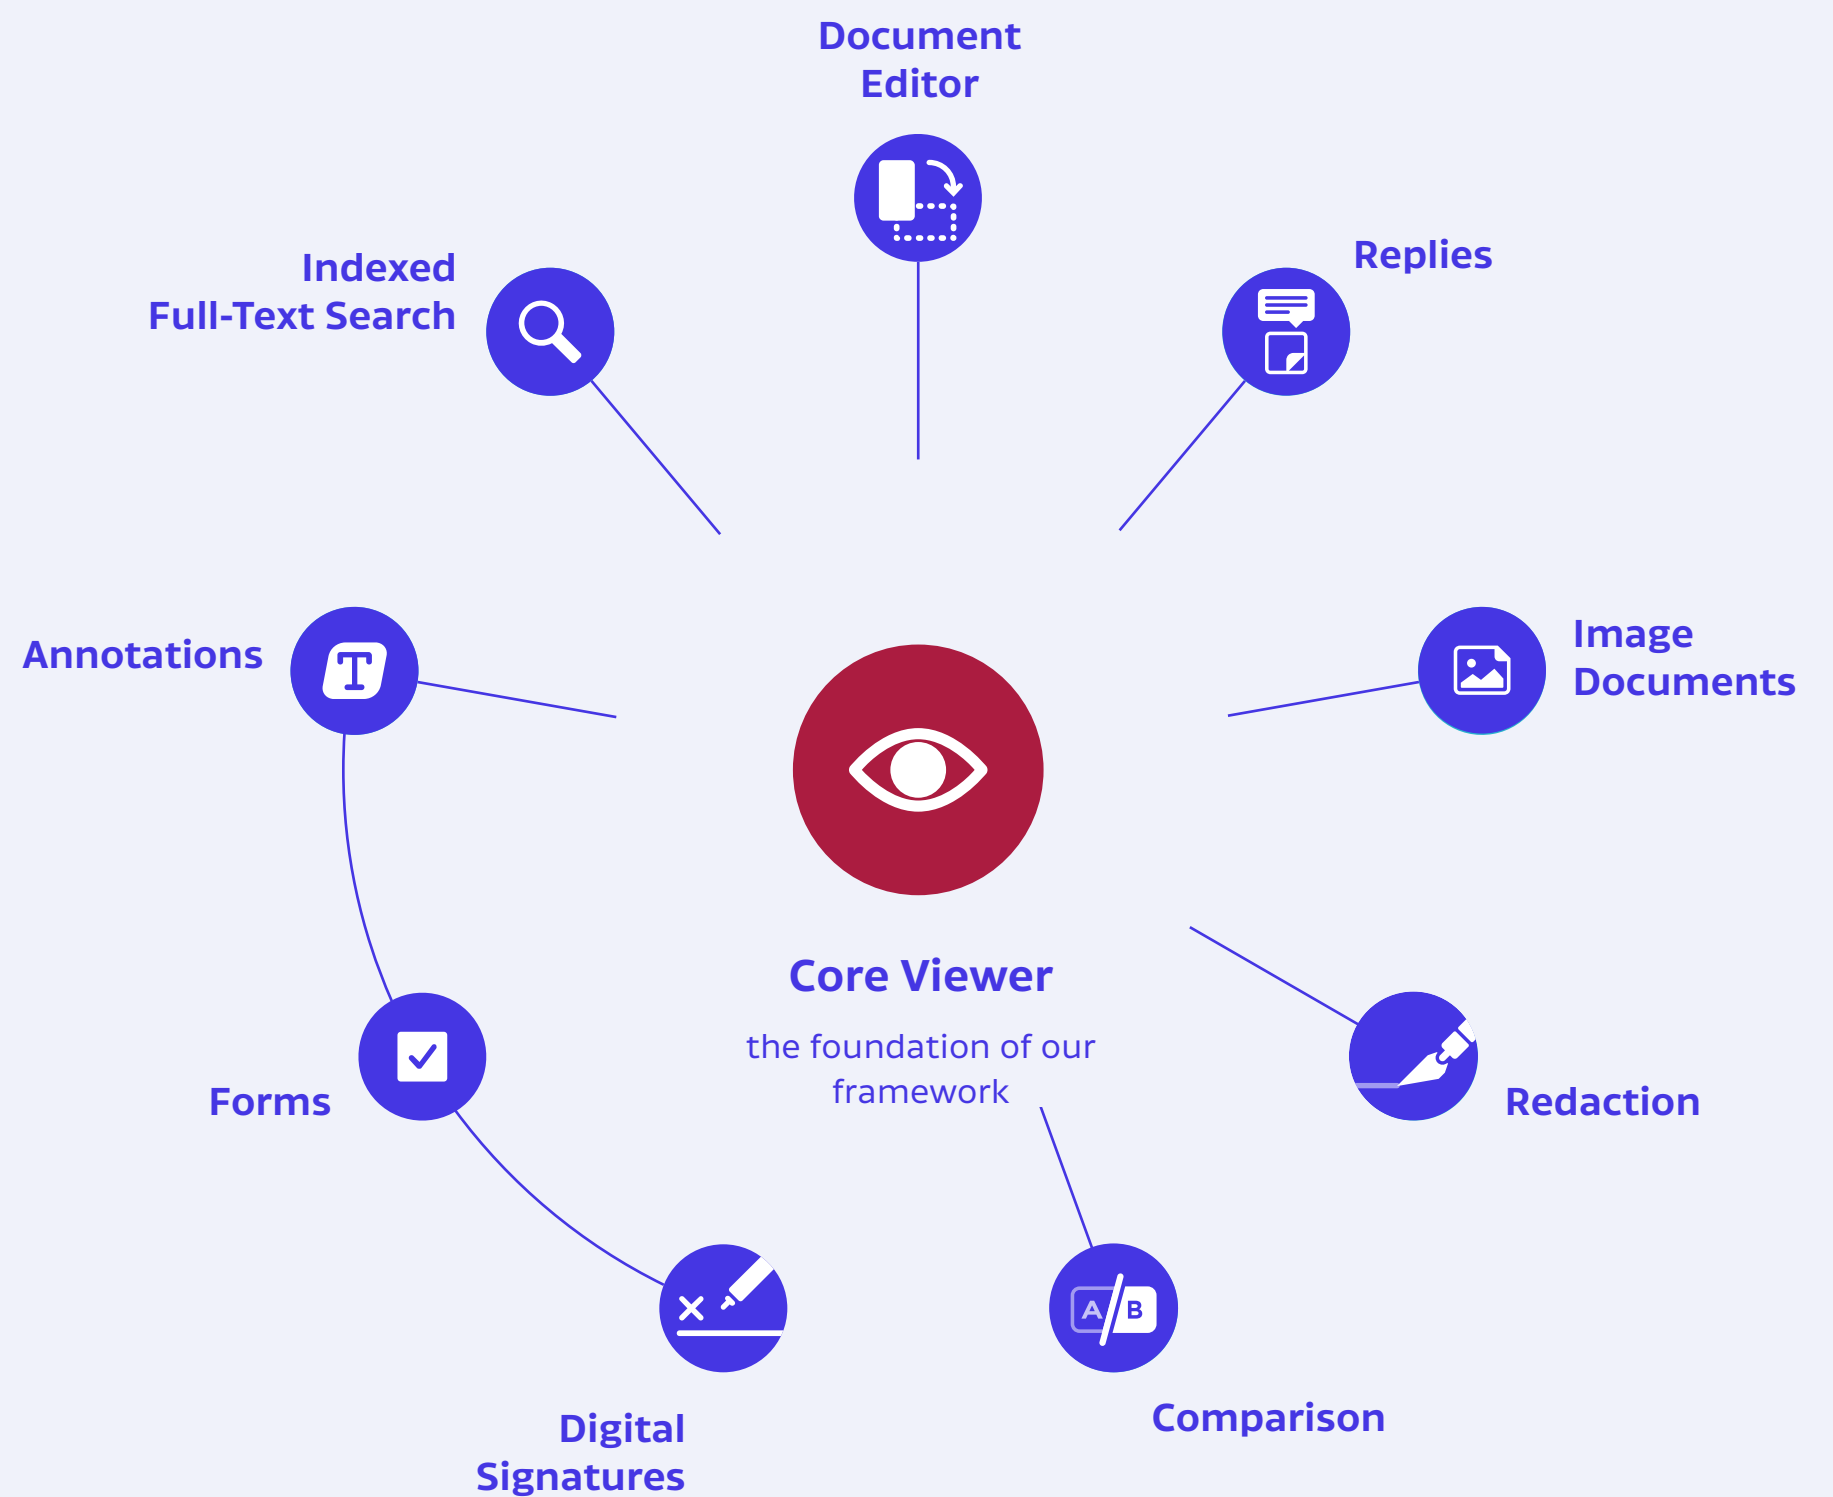 Document
Editor
Indexed
Full-Text Search
Replies
Annotations
T
Image
Documents
Core Viewer
the foundation of our
framework
Forms
Redaction
A B
Digital
Signatures
Comparison